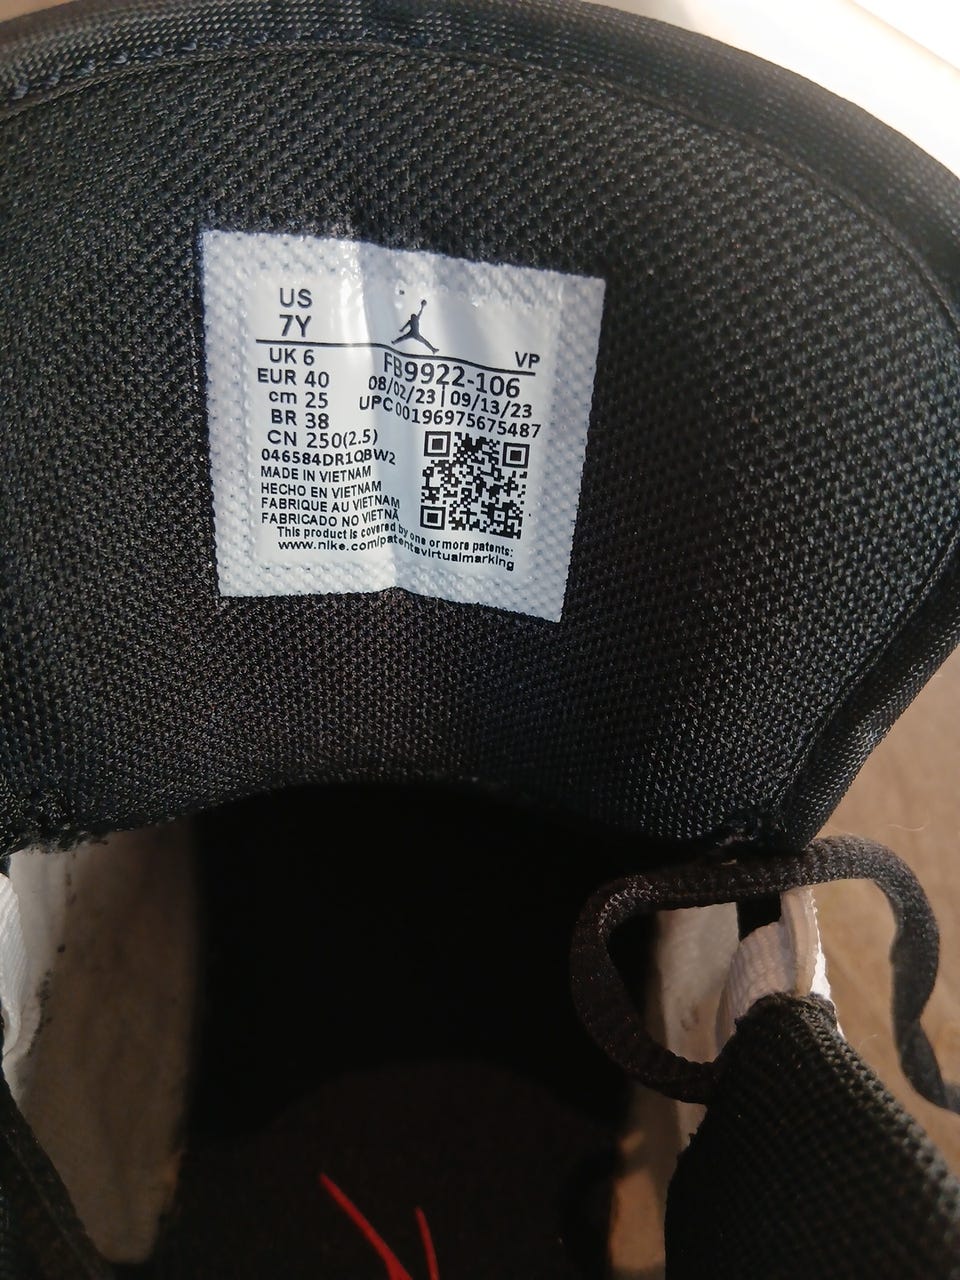 US
7Y
VP
UK 6
EUR 40
cm 25
BR 38
CN 250(2.5)
046584DR1QBW2
FB9922-106
08/02/23 | 09/13/23
UPC 00196975675487
MADE IN VIETNAM
HECHO EN VIETNAM
FABRIQUE AU VIETNAM
FABRICADO NO VIETNÃ
This product is covered by one or more patents:
www.nike.com/patentsvirtualmarking